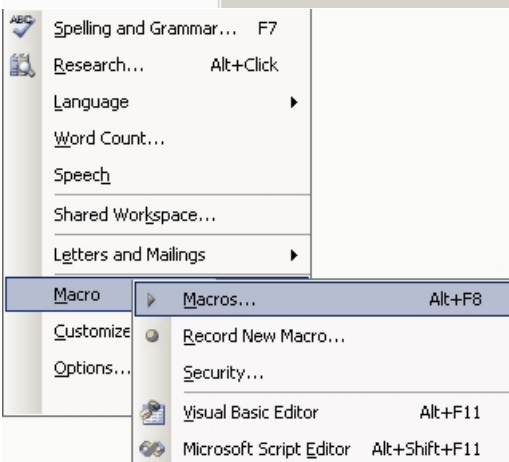 Spelling and Grammar... F7
Research... Alt+Click
Language
Word Count...
Speech
Shared Workspace...
Letters and Mailings
Macro
Customize
Options...
Macros... Alt+F8
Record New Macro...
Security...
Visual Basic Editor Alt+F11
Microsoft Script Editor Alt+Shift+F11